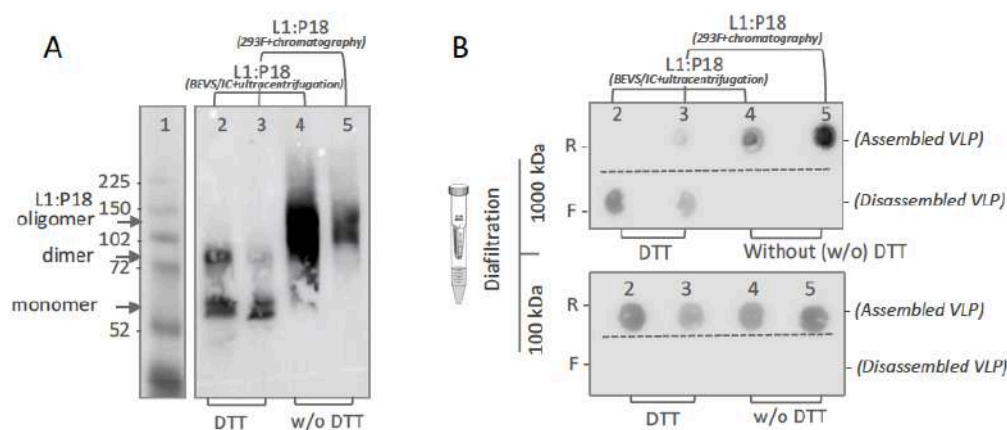 A
L1:P18
(293F+chromatography)
L1:P18
(BEVS/IC+ultracentrifugation)
1
2
3
4
5
225
L1:P18
150
oligomer
102
dimer
72
monomer
52
DTT
w/o DTT
B
L1:P18
(293F+chromatography)
L1:P18
(BEVS/IC+ultracentrifugation)
2
3
4
5
R
(Assembled VLP)
F
(Disassembled VLP)
DTT
Without (w/o) DTT
Diafiltration
1000 kDa
100 kDa
2
3
4
5
R
(Assembled VLP)
F
(Disassembled VLP)
DTT
w/o DTT